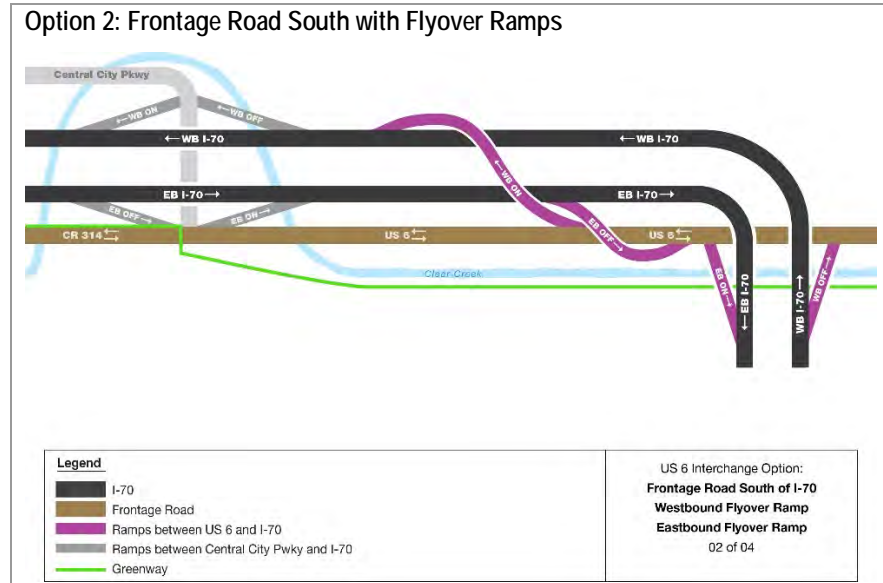 Option 2: Frontage Road South with Flyover Ramps
Central City Pkwy
←WB ON
←WB OFF
←WB I-70
←WB I-70
←WB ON
EB I-70→
EB I-70→
EB OFF→
EB ON→
EB OFF→
CR 314⇆
US 6⇆
US 6⇆
Clear Creek
EB ON→
←EB I-70
WB I-70→
WB OFF→
Legend
I-70
Frontage Road
Ramps between US 6 and I-70
Ramps between Central City Pwky and I-70
Greenway
US 6 Interchange Option:
Frontage Road South of I-70
Westbound Flyover Ramp
Eastbound Flyover Ramp
02 of 04